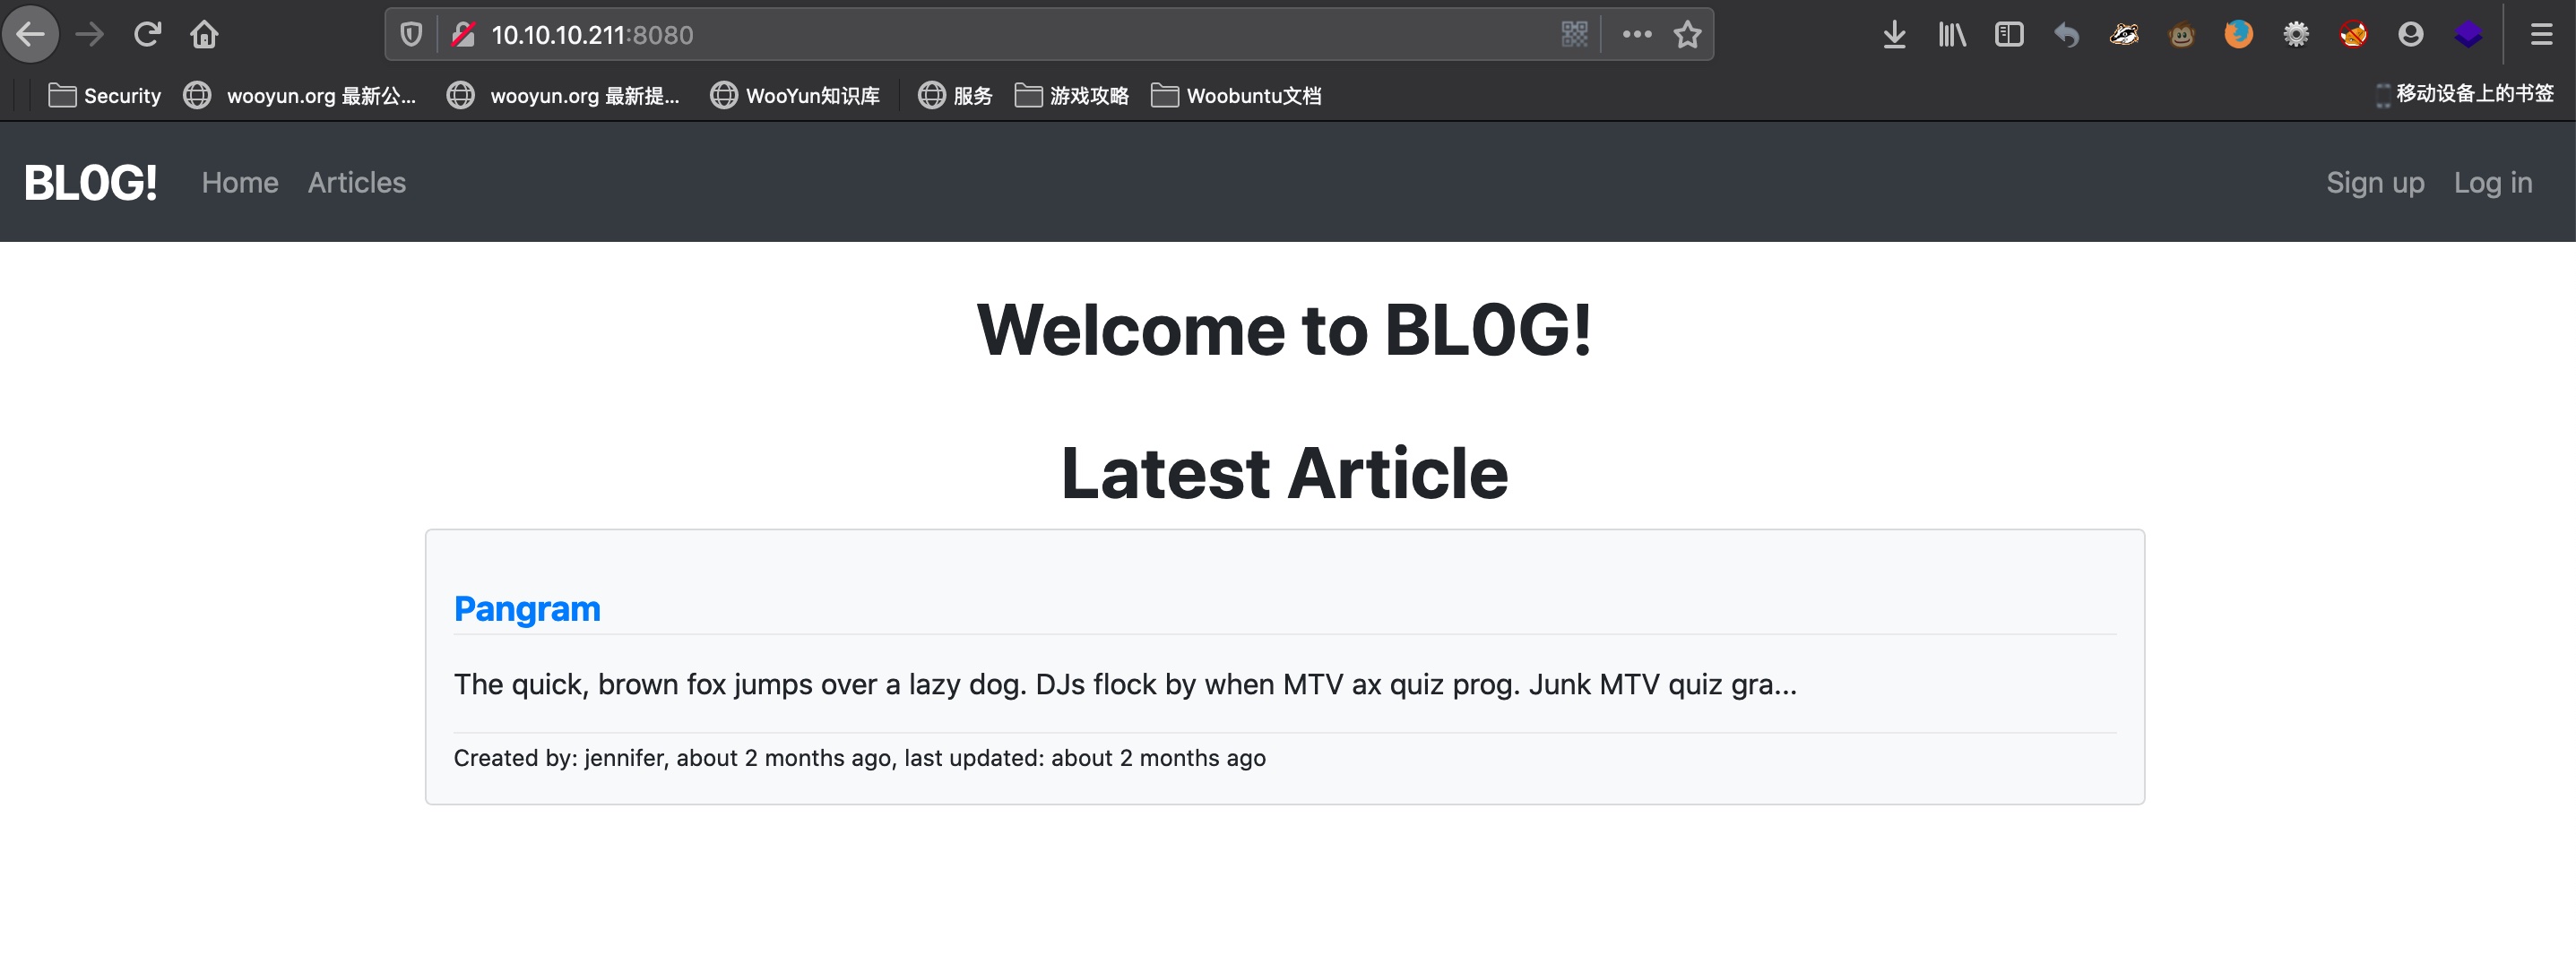 10.10.10.211:8080
Security wooyun.org 最新公... wooyun.org 最新提... WooYun知识库 服务 游戏攻略 Woobuntu文档 移动设备上的书签
BL0G! Home Articles Sign up Log in
Welcome to BL0G!
Latest Article
Pangram
The quick, brown fox jumps over a lazy dog. DJs flock by when MTV ax quiz prog. Junk MTV quiz gra...
Created by: jennifer, about 2 months ago, last updated: about 2 months ago